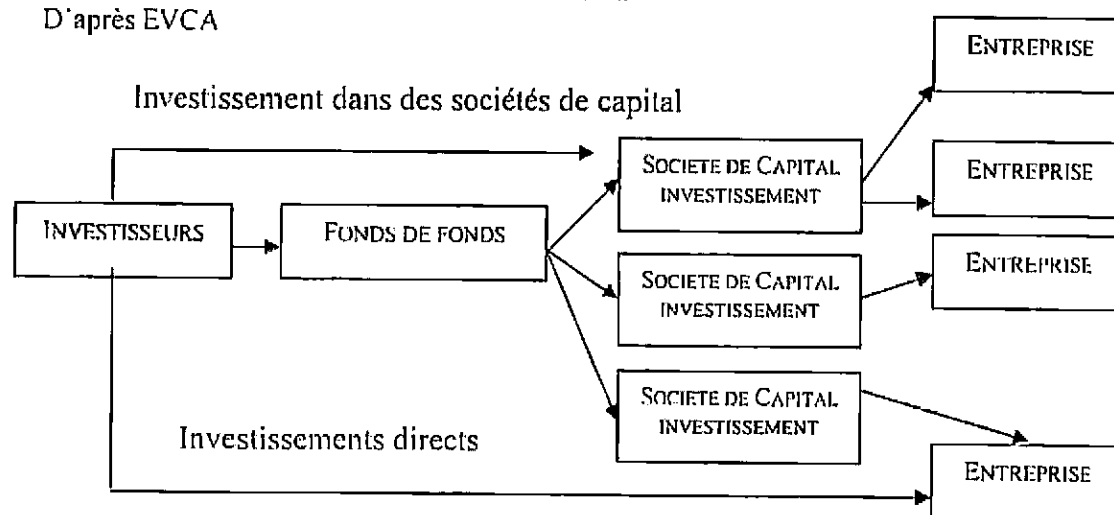 D'après EVCA
ENTREPRISE
Investissement dans des sociétés de capital
SOCIETE DE CAPITAL
INVESTISSEMENT
ENTREPRISE
INVESTISSEURS
FONDS DE FONDS
ENTREPRISE
SOCIETE DE CAPITAL
INVESTISSEMENT
SOCIETE DE CAPITAL
INVESTISSEMENT
Investissements directs
ENTREPRISE